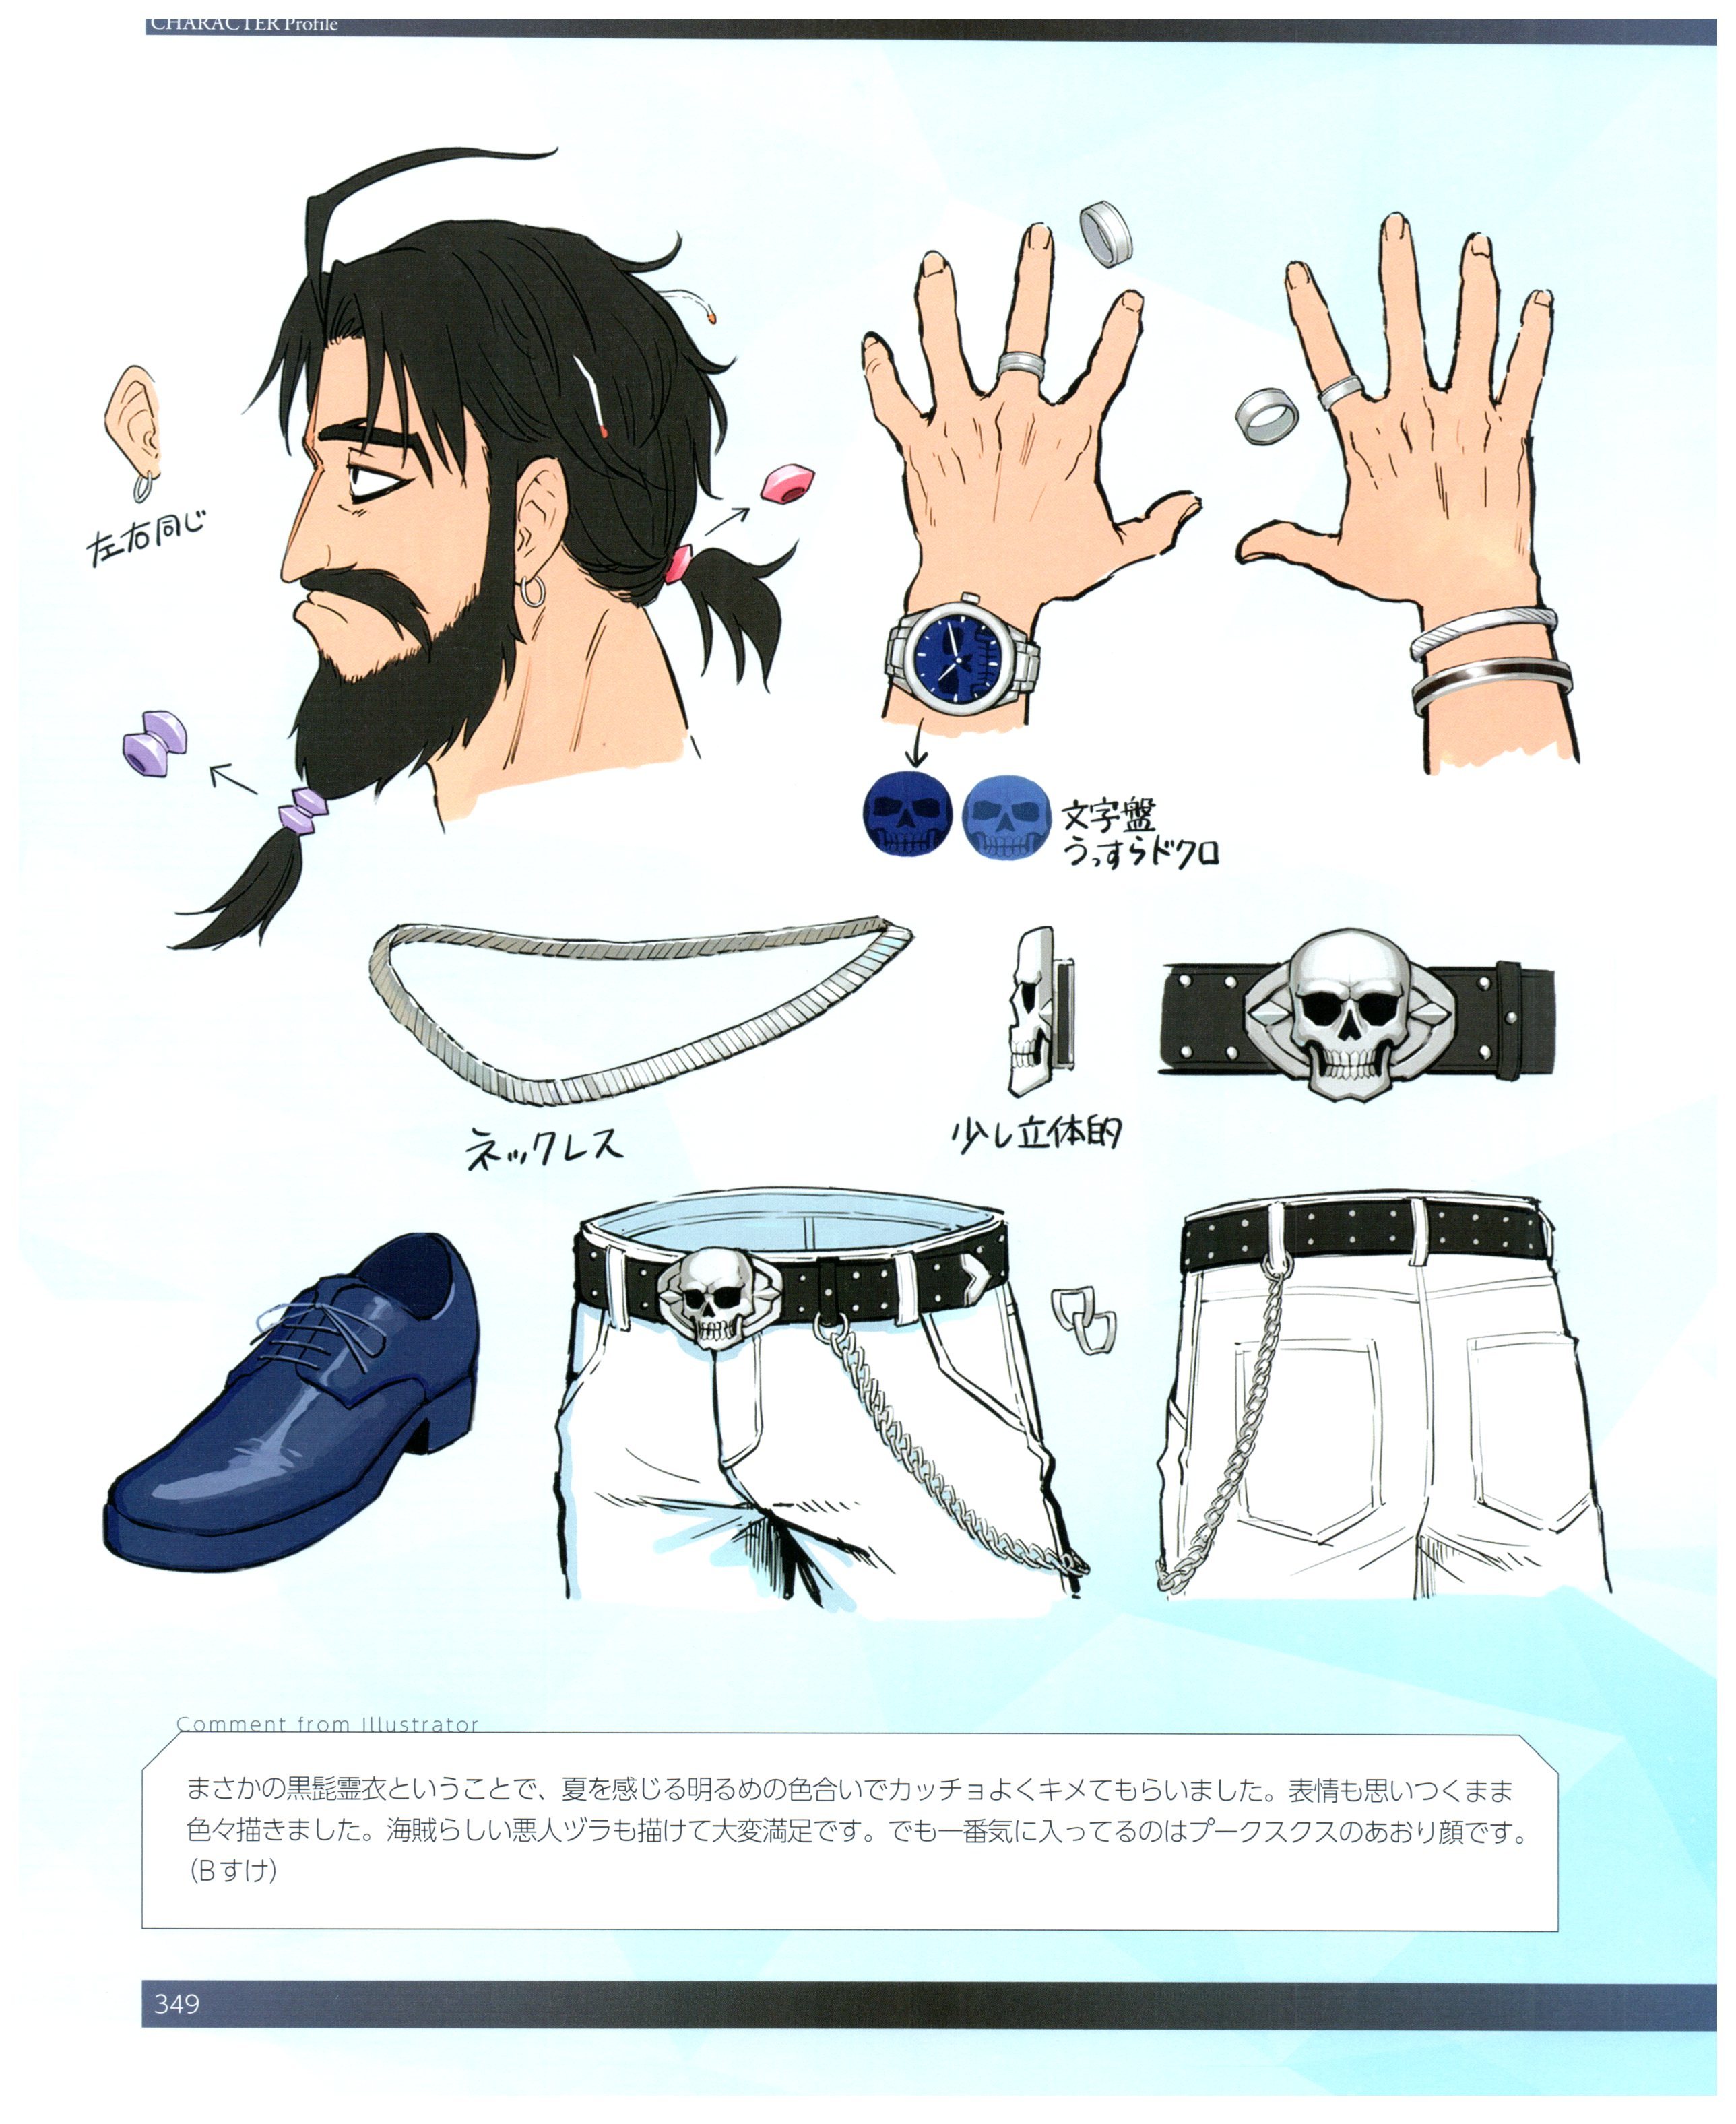 CHARACTER Profile
左右同じ
文字盤
うっすらドクロ
ネックレス
少し立体的
Comment from Illustrator
まさかの黒髭霊衣ということで、夏を感じる明るめの色合いでカッチョよくキメてもらいました。表情も思いつくまま
色々描きました。海賊らしい悪人ヅラも描けて大変満足です。でも一番気に入ってるのはプークスクスのあおり顔です。
（Bすけ）
349